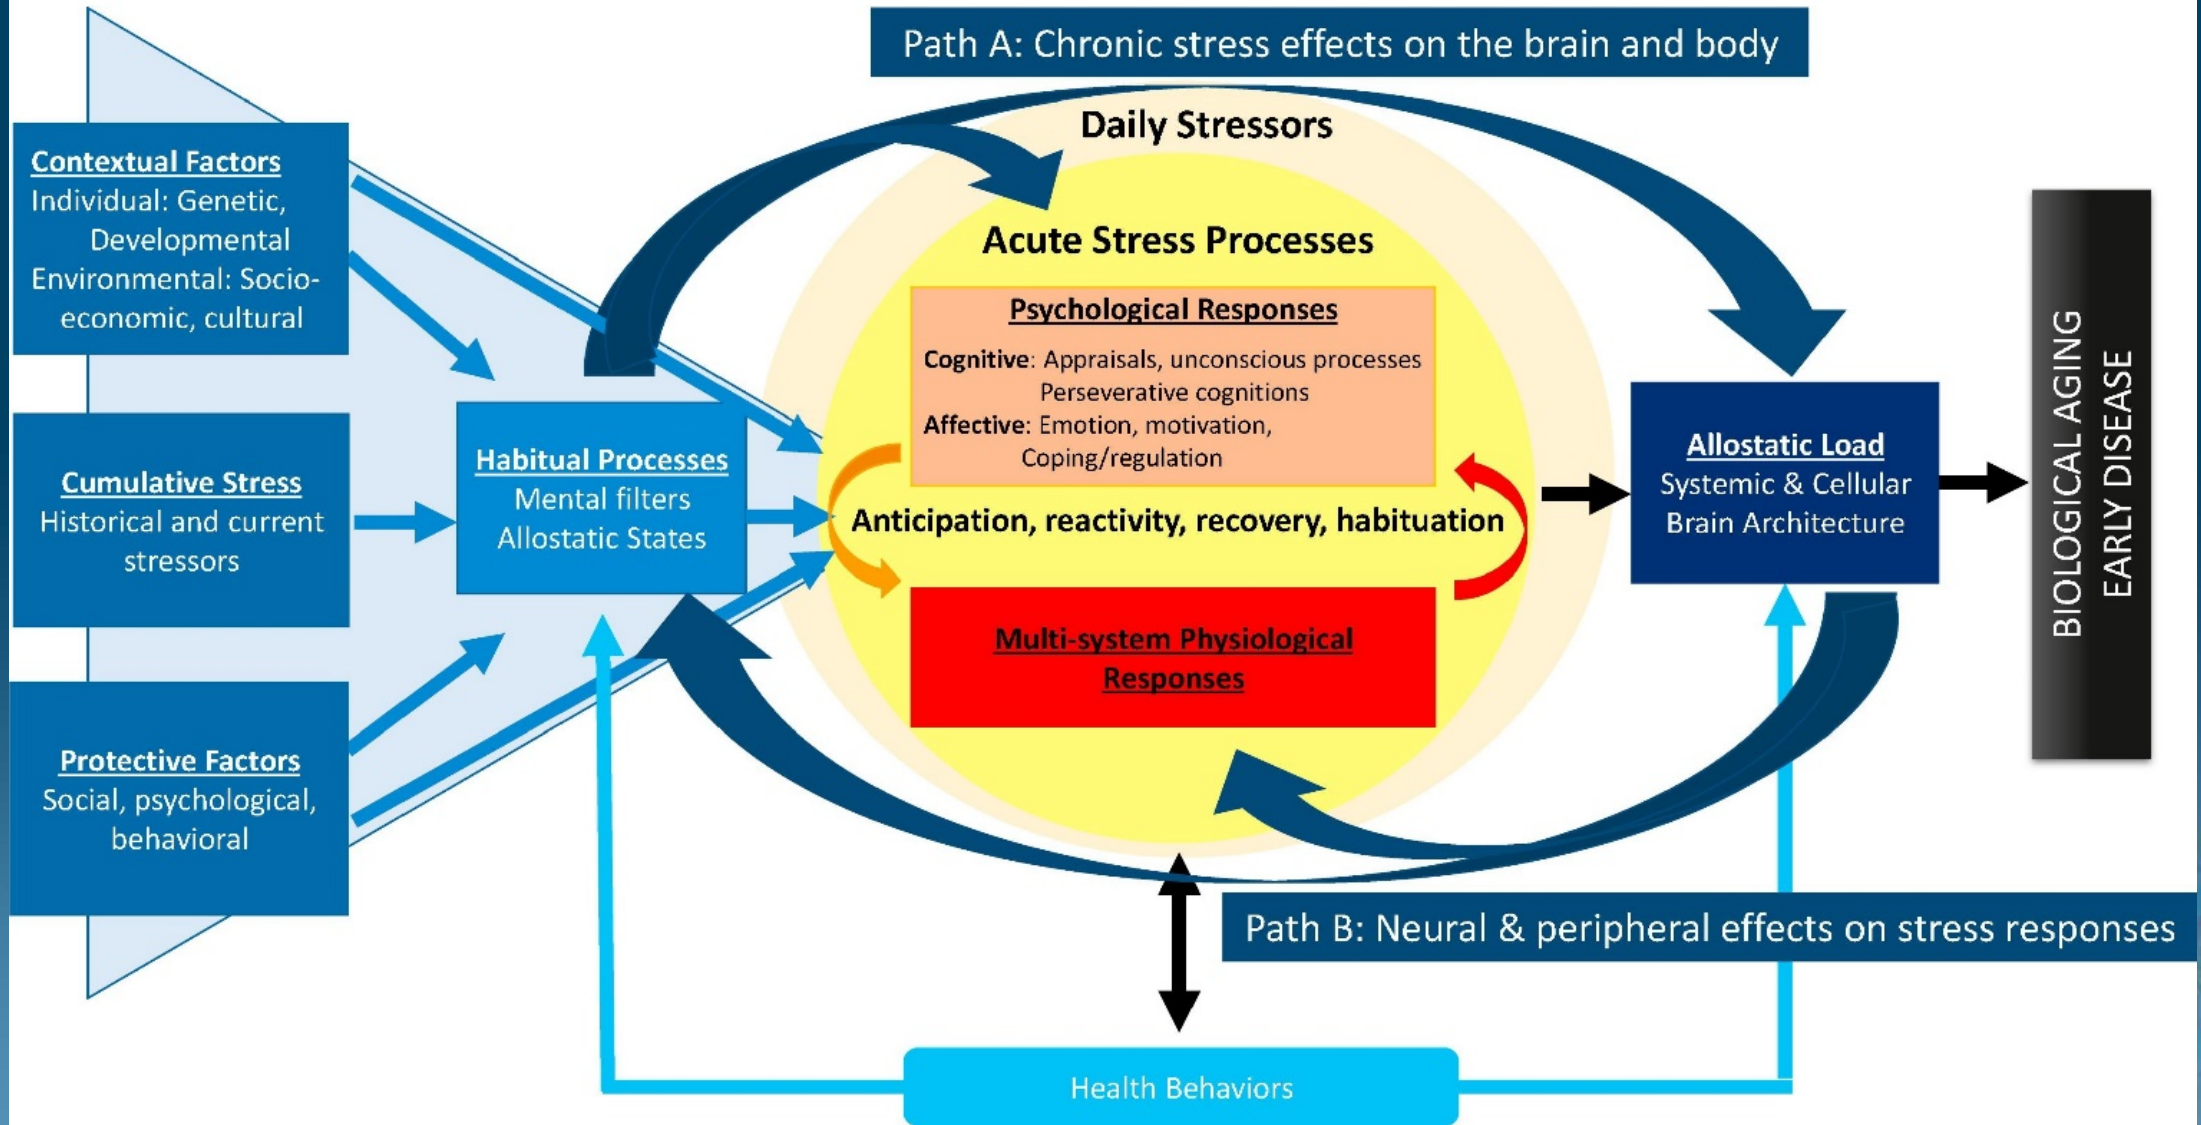 Path A: Chronic stress effects on the brain and body
Contextual Factors
Individual: Genetic,
Developmental
Environmental: Socio-
economic, cultural
Cumulative Stress
Historical and current
stressors
Protective Factors
Social, psychological,
behavioral
Habitual Processes
Mental filters
Allostatic States
Daily Stressors
Acute Stress Processes
Psychological Responses
Cognitive: Appraisals, unconscious processes
Perseverative cognitions
Affective: Emotion, motivation,
Coping/regulation
Anticipation, reactivity, recovery, habituation
Multi-system Physiological
Responses
Allostatic Load
Systemic & Cellular
Brain Architecture
BIOLOGICAL AGING
EARLY DISEASE
Path B: Neural & peripheral effects on stress responses
Health Behaviors